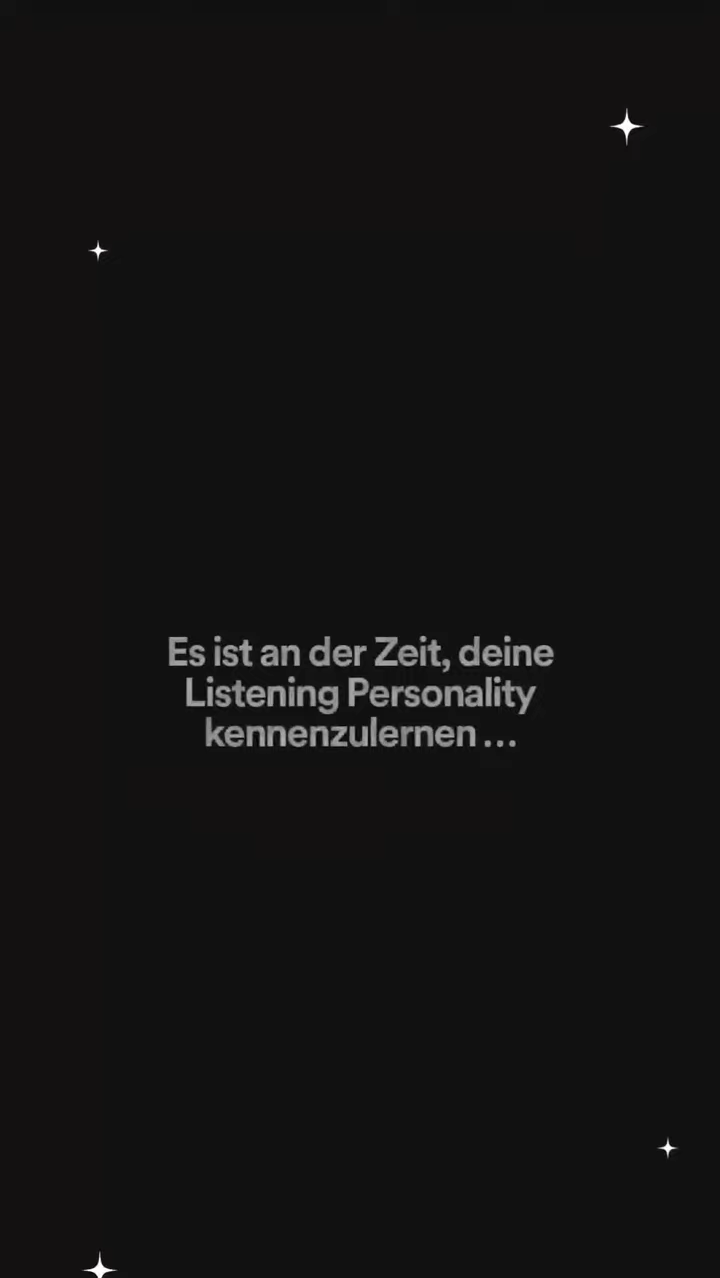 Es ist an der Zeit, deine
Listening Personality
kennenzulernen …